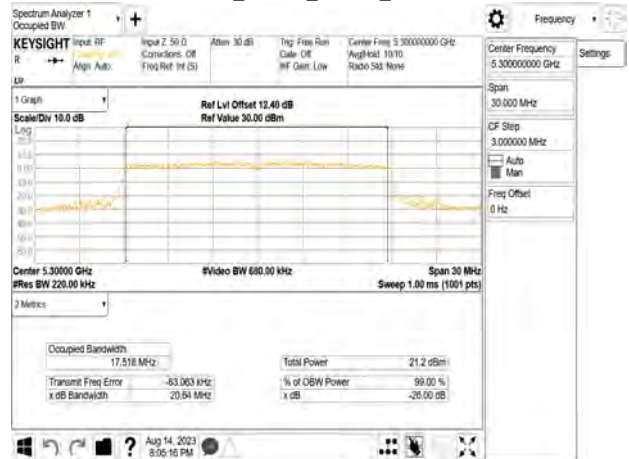 Spectrum Analyzer 1
Occupied BW
+
Frequency
KEYSIGHT
Input: RF
Input Z: 50 Ω
Atten: 30 dB
Trig: Free Run
Center Freq: 5.300000000 GHz
R
Corrections: Off
Gate: Off
Avg|Hold: 10/10
Align: Auto
Freq Ref: Int (S)
#IF Gain: Low
Radio Std: None
Center Frequency
5.300000000 GHz
Settings
Span
30.000 MHz
CF Step
3.000000 MHz
Auto
Man
Freq Offset
0 Hz
1 Graph
Ref Lvl Offset 12.40 dB
Scale/Div 10.0 dB
Ref Value 30.00 dBm
Log
Center 5.30000 GHz
#Video BW 680.00 kHz
Span 30 MHz
#Res BW 220.00 kHz
Sweep 1.00 ms (1001 pts)
2 Metrics
Occupied Bandwidth
17.518 MHz
Total Power
21.2 dBm
Transmit Freq Error
-63.063 kHz
% of OBW Power
99.00 %
x dB Bandwidth
20.64 MHz
x dB
-26.00 dB
?
Aug 14, 2023
8:05:16 PM